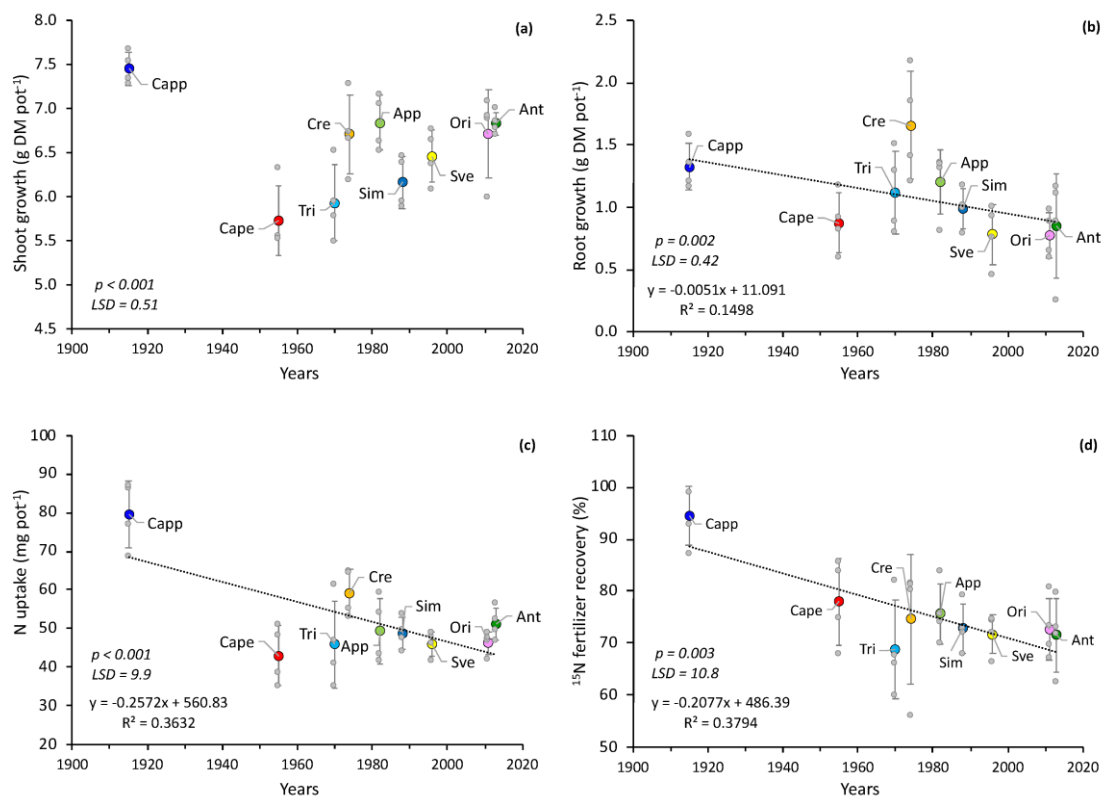 (a)
Shoot growth (g DM pot⁻¹)
8.0
7.5
7.0
6.5
6.0
5.5
5.0
4.5
Capp
Cape
Tri
Cre
App
Sim
Sve
Ori
Ant
p < 0.001
LSD = 0.51
1900 1920 1940 1960 1980 2000 2020
Years
(b)
Root growth (g DM pot⁻¹)
2.5
2.0
1.5
1.0
0.5
0.0
Capp
Cape
Tri
Cre
App
Sim
Sve
Ori
Ant
p = 0.002
LSD = 0.42
y = -0.0051x + 11.091
R² = 0.1498
1900 1920 1940 1960 1980 2000 2020
Years
(c)
N uptake (mg pot⁻¹)
100
90
80
70
60
50
40
30
20
Capp
Cape
Tri
Cre
App
Sim
Sve
Ori
Ant
p < 0.001
LSD = 9.9
y = -0.2572x + 560.83
R² = 0.3632
1900 1920 1940 1960 1980 2000 2020
Years
(d)
¹⁵N fertilizer recovery (%)
110
100
90
80
70
60
50
Capp
Cape
Tri
Cre
App
Sim
Sve
Ori
Ant
p = 0.003
LSD = 10.8
y = -0.2077x + 486.39
R² = 0.3794
1900 1920 1940 1960 1980 2000 2020
Years